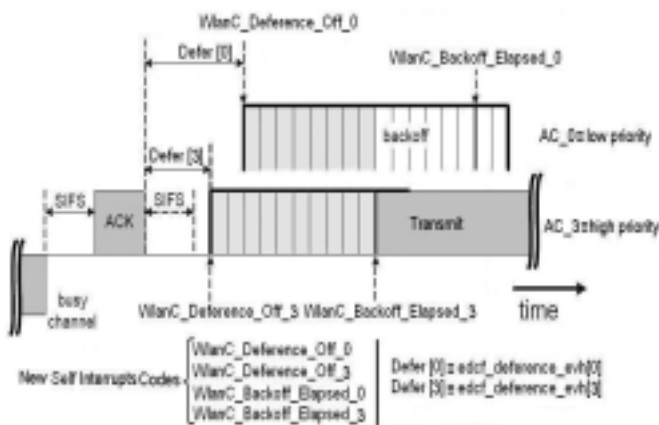 WlanC_Deference_Off_0
Defer [0]
WlanC_Backoff_Elapsed_0
backoff
AC_0≡low priority
Defer [3]
SIFS
ACK
SIFS
Transmit
AC_3≡high priority
busy
channel
WlanC_Deference_Off_3
WlanC_Backoff_Elapsed_3
time
New Self Interrupts Codes
WlanC_Deference_Off_0
WlanC_Deference_Off_3
WlanC_Backoff_Elapsed_0
WlanC_Backoff_Elapsed_3
Defer [0]≡edcf_deference_evh[0]
Defer [3]≡edcf_deference_evh[3]